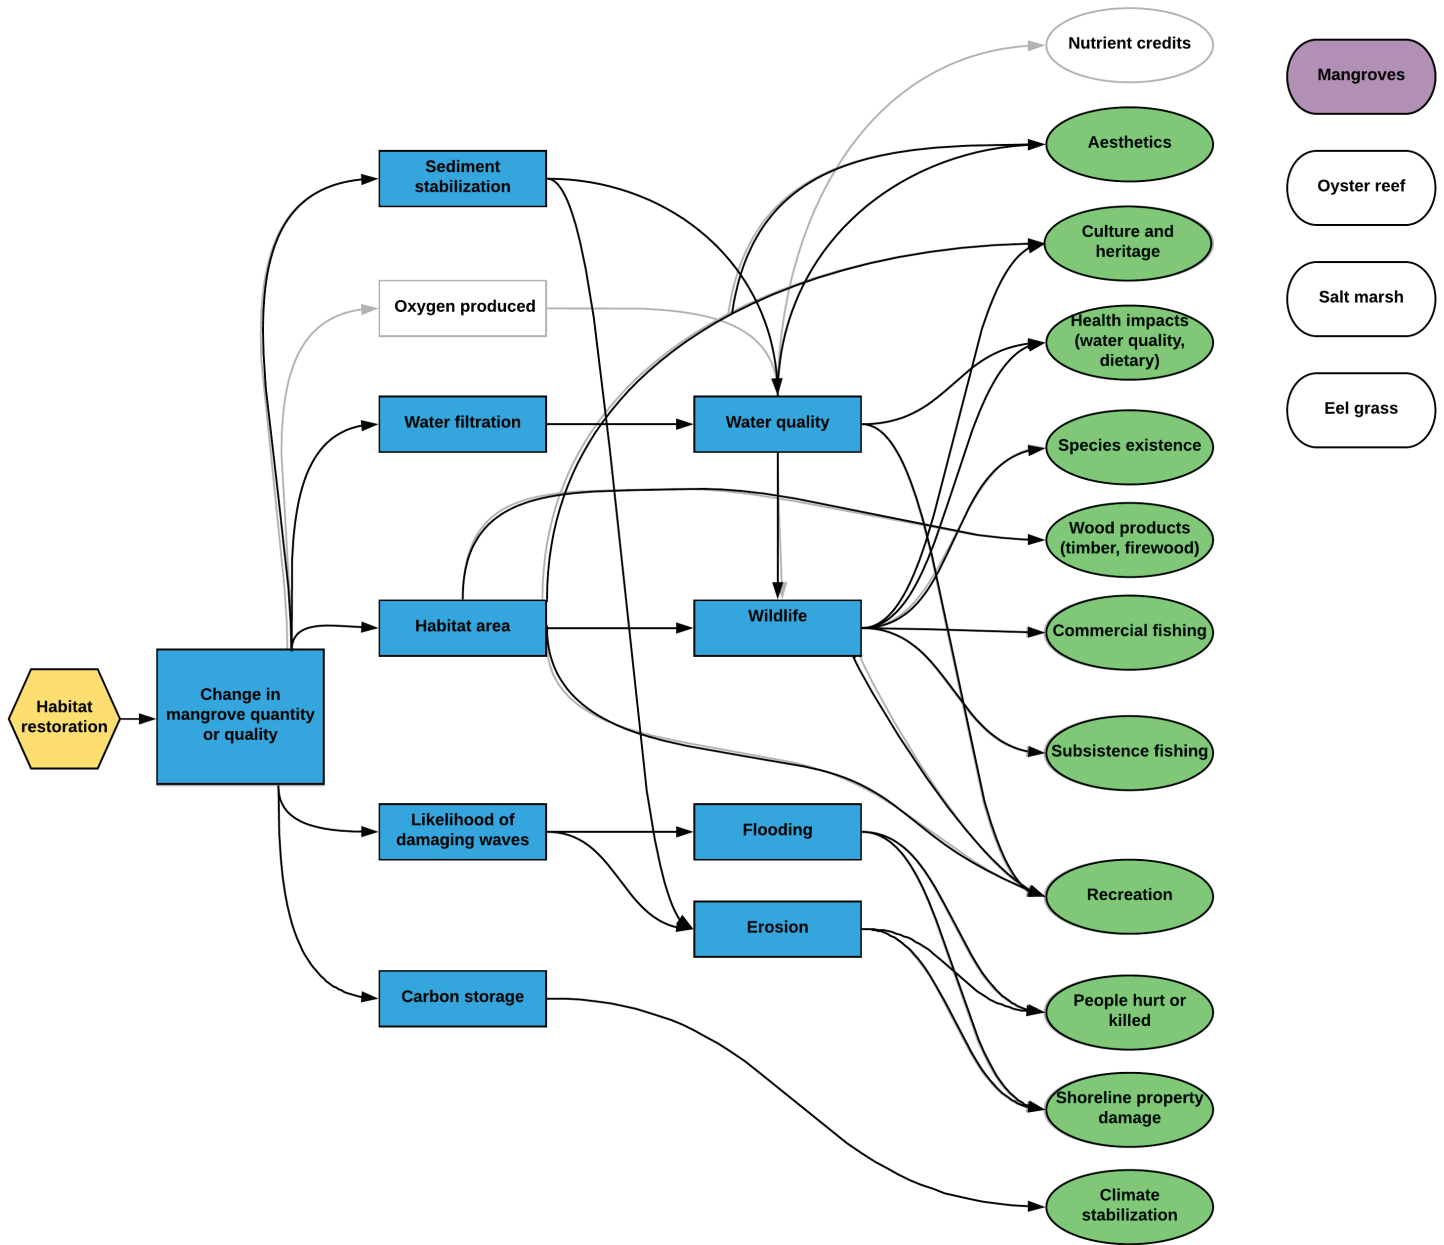 Nutrient credits
Mangroves
Aesthetics
Sediment
stabilization
Oyster reef
Culture and
heritage
Oxygen produced
Salt marsh
Health impacts
(water quality,
dietary)
Water filtration
Water quality
Eel grass
Species existence
Wood products
(timber, firewood)
Habitat area
Wildlife
Commercial fishing
Habitat
restoration
Change in
mangrove quantity
or quality
Subsistence fishing
Likelihood of
damaging waves
Flooding
Recreation
Erosion
Carbon storage
People hurt or
killed
Shoreline property
damage
Climate
stabilization